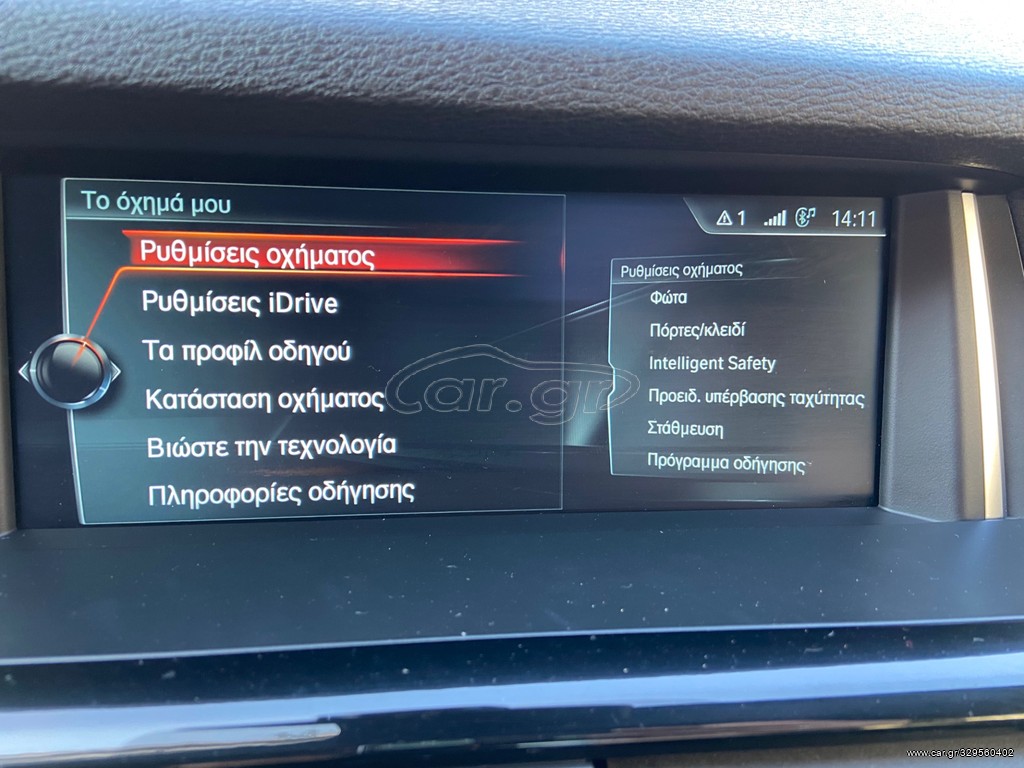 Το όχημά μου
Ρυθμίσεις οχήματος
Ρυθμίσεις iDrive
Τα προφίλ οδηγού
Κατάσταση οχήματος
Βιώστε την τεχνολογία
Πληροφορίες οδήγησης
1 14:11
Ρυθμίσεις οχήματος
Φώτα
Πόρτες/κλειδί
Intelligent Safety
Προειδ. υπέρβασης ταχύτητας
Στάθμευση
Πρόγραμμα οδήγησης
car.gr
www.car.gr/329560402